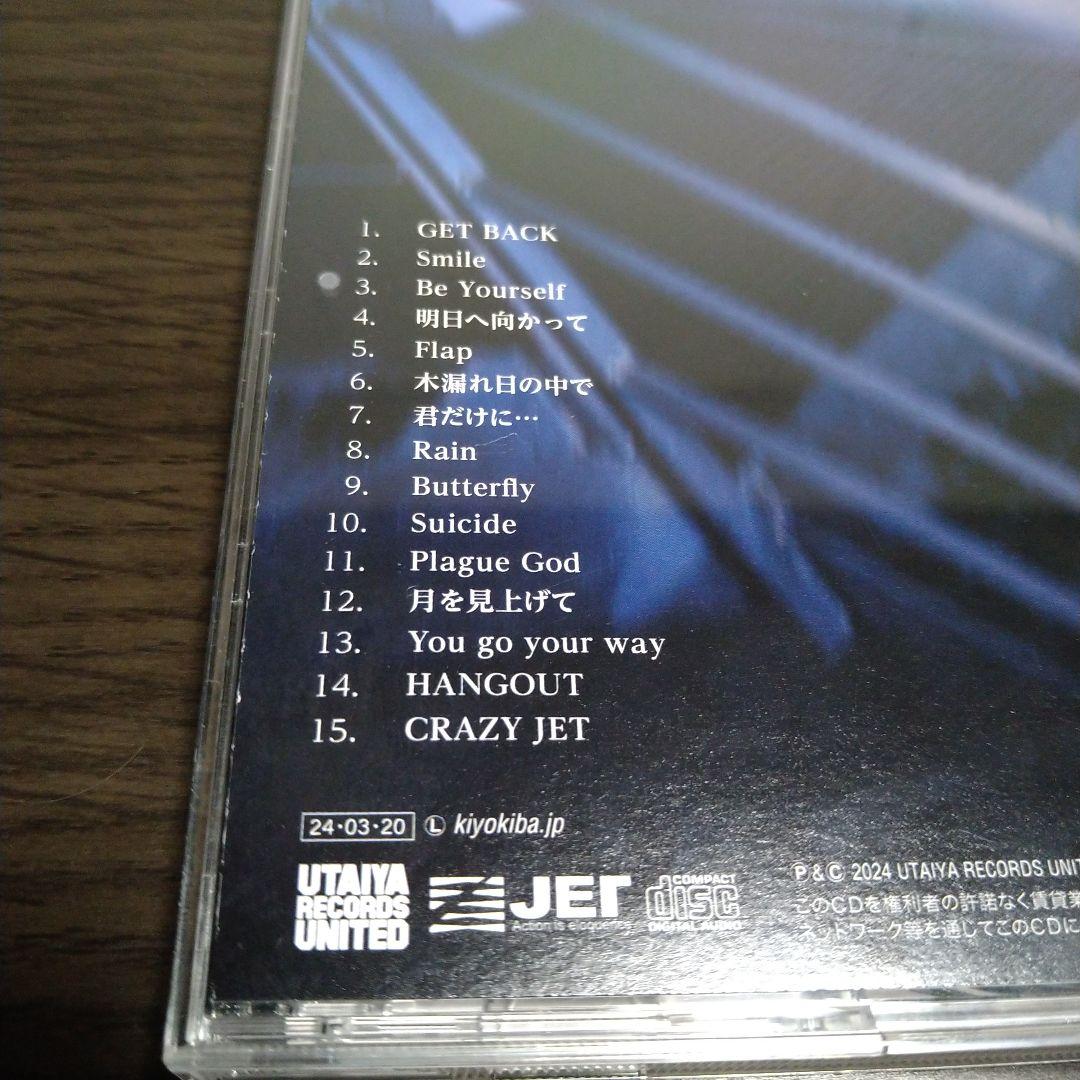 1. GET BACK
2. Smile
3. Be Yourself
4. 明日へ向かって
5. Flap
6. 木漏れ日の中で
7. 君だけに…
8. Rain
9. Butterfly
10. Suicide
11. Plague God
12. 月を見上げて
13. You go your way
14. HANGOUT
15. CRAZY JET
24・03・20 Ⓛ kiyokiba.jp
UTAIYA
RECORDS
UNITED
JET
Action is eloquence
COMPACT
disc
DIGITAL AUDIO
P & C 2024 UTAIYA RECORDS UNIT
このCDを権利者の許諾なく賃貸業
ネットワーク等を通じてこのCDに